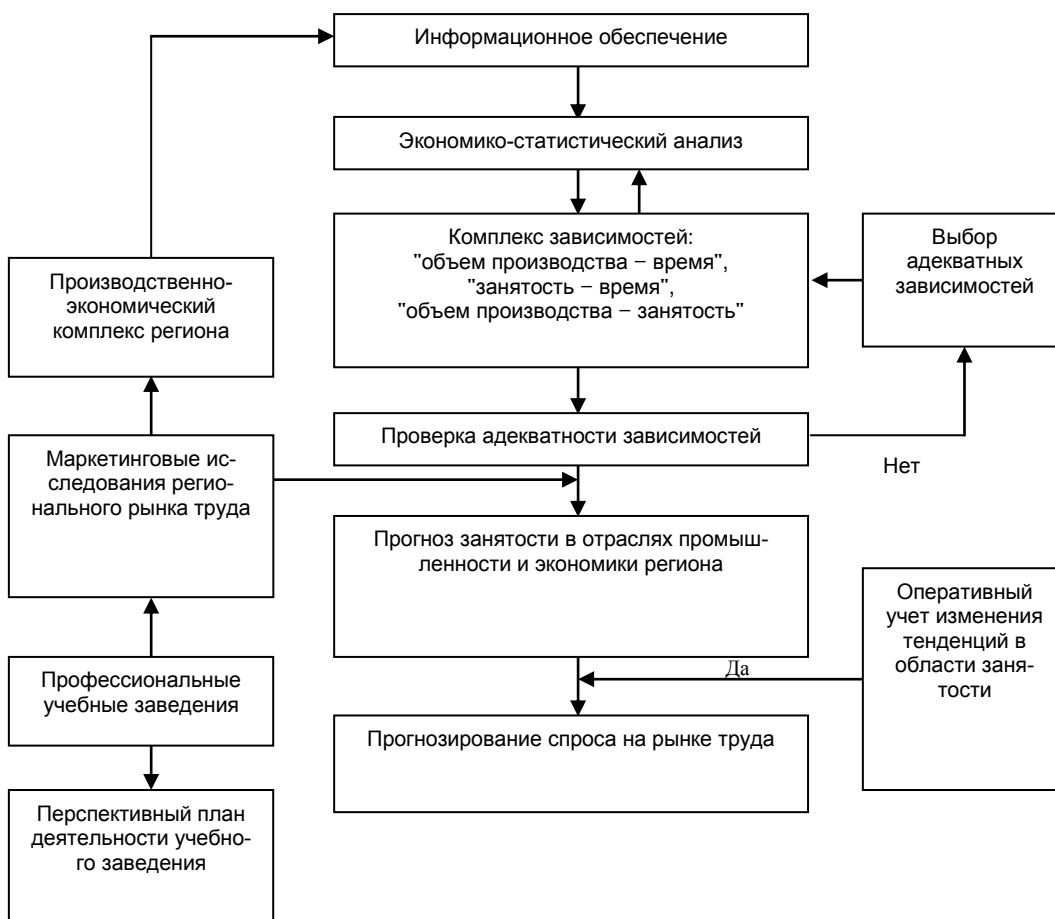 Информационное обеспечение
Экономико-статистический анализ
Комплекс зависимостей:
"объем производства – время",
"занятость – время",
"объем производства – занятость"
Выбор
адекватных
зависимостей
Производственно-
экономический
комплекс региона
Проверка адекватности зависимостей
Нет
Маркетинговые ис-
следования регио-
нального рынка труда
Прогноз занятости в отраслях промыш-
ленности и экономики региона
Оперативный
учет изменения
тенденций в
области заня-
тости
Да
Профессиональные
учебные заведения
Прогнозирование спроса на рынке труда
Перспективный план
деятельности учебно-
го заведения